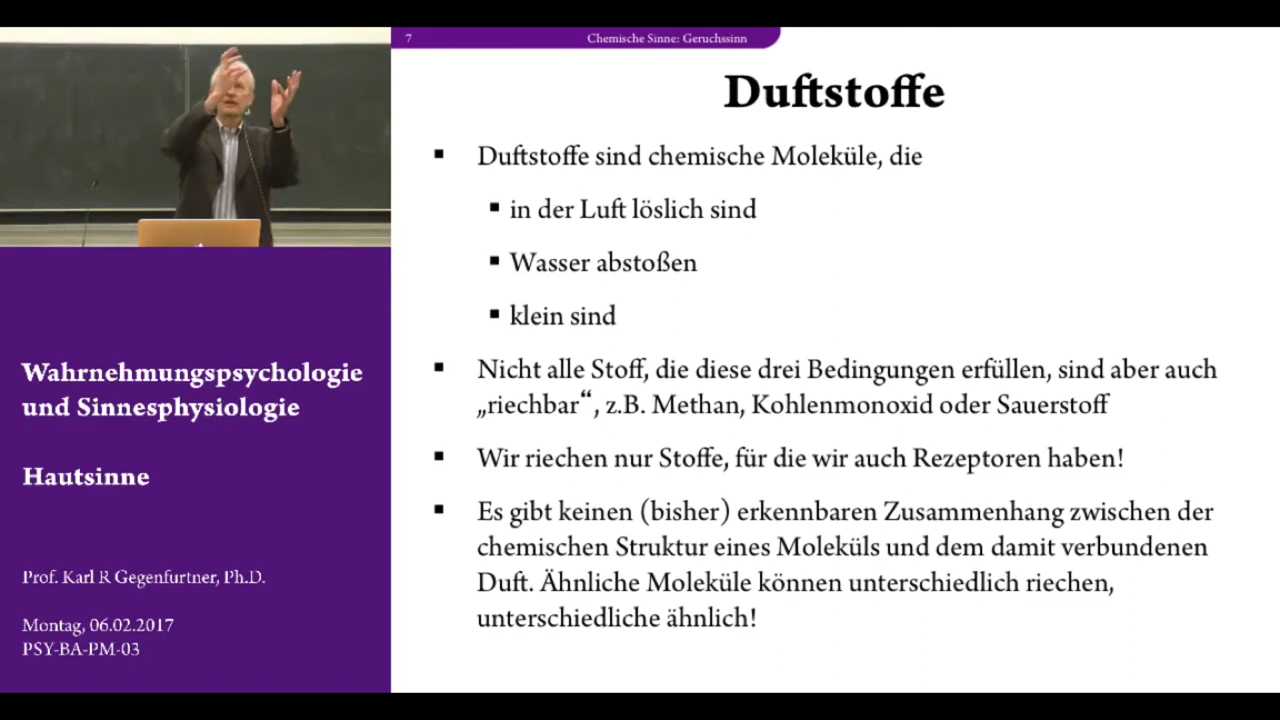 7
Chemische Sinne: Geruchssinn
Duftstoffe
▪ Duftstoffe sind chemische Moleküle, die
▪ in der Luft löslich sind
▪ Wasser abstoßen
▪ klein sind
▪ Nicht alle Stoff, die diese drei Bedingungen erfüllen, sind aber auch
„riechbar“, z.B. Methan, Kohlenmonoxid oder Sauerstoff
▪ Wir riechen nur Stoffe, für die wir auch Rezeptoren haben!
▪ Es gibt keinen (bisher) erkennbaren Zusammenhang zwischen der
chemischen Struktur eines Moleküls und dem damit verbundenen
Duft. Ähnliche Moleküle können unterschiedlich riechen,
unterschiedliche ähnlich!
Wahrnehmungspsychologie
und Sinnesphysiologie
Hautsinne
Prof. Karl R Gegenfurtner, Ph.D.
Montag, 06.02.2017
PSY-BA-PM-03